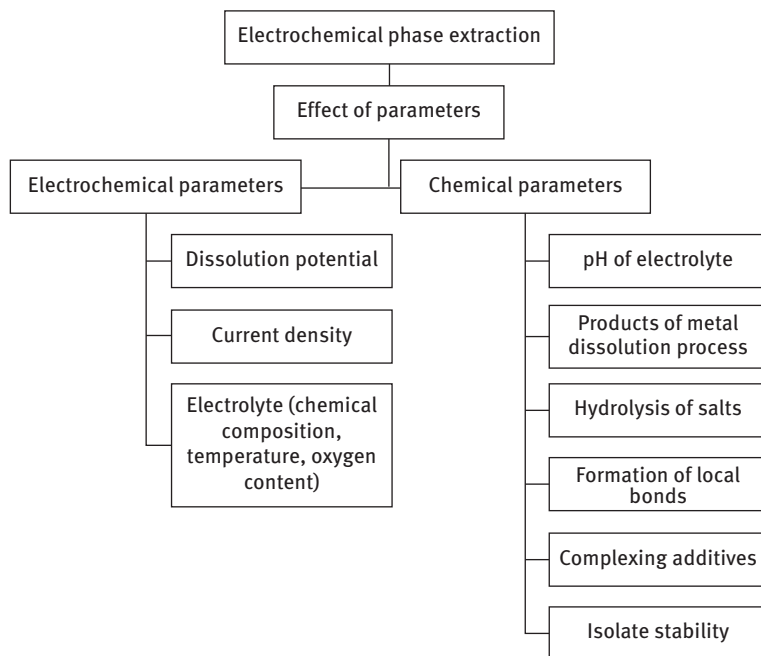 Electrochemical phase extraction
Effect of parameters
Electrochemical parameters
Chemical parameters
Dissolution potential
Current density
Electrolyte (chemical
composition,
temperature, oxygen
content)
pH of electrolyte
Products of metal
dissolution process
Hydrolysis of salts
Formation of local
bonds
Complexing additives
Isolate stability